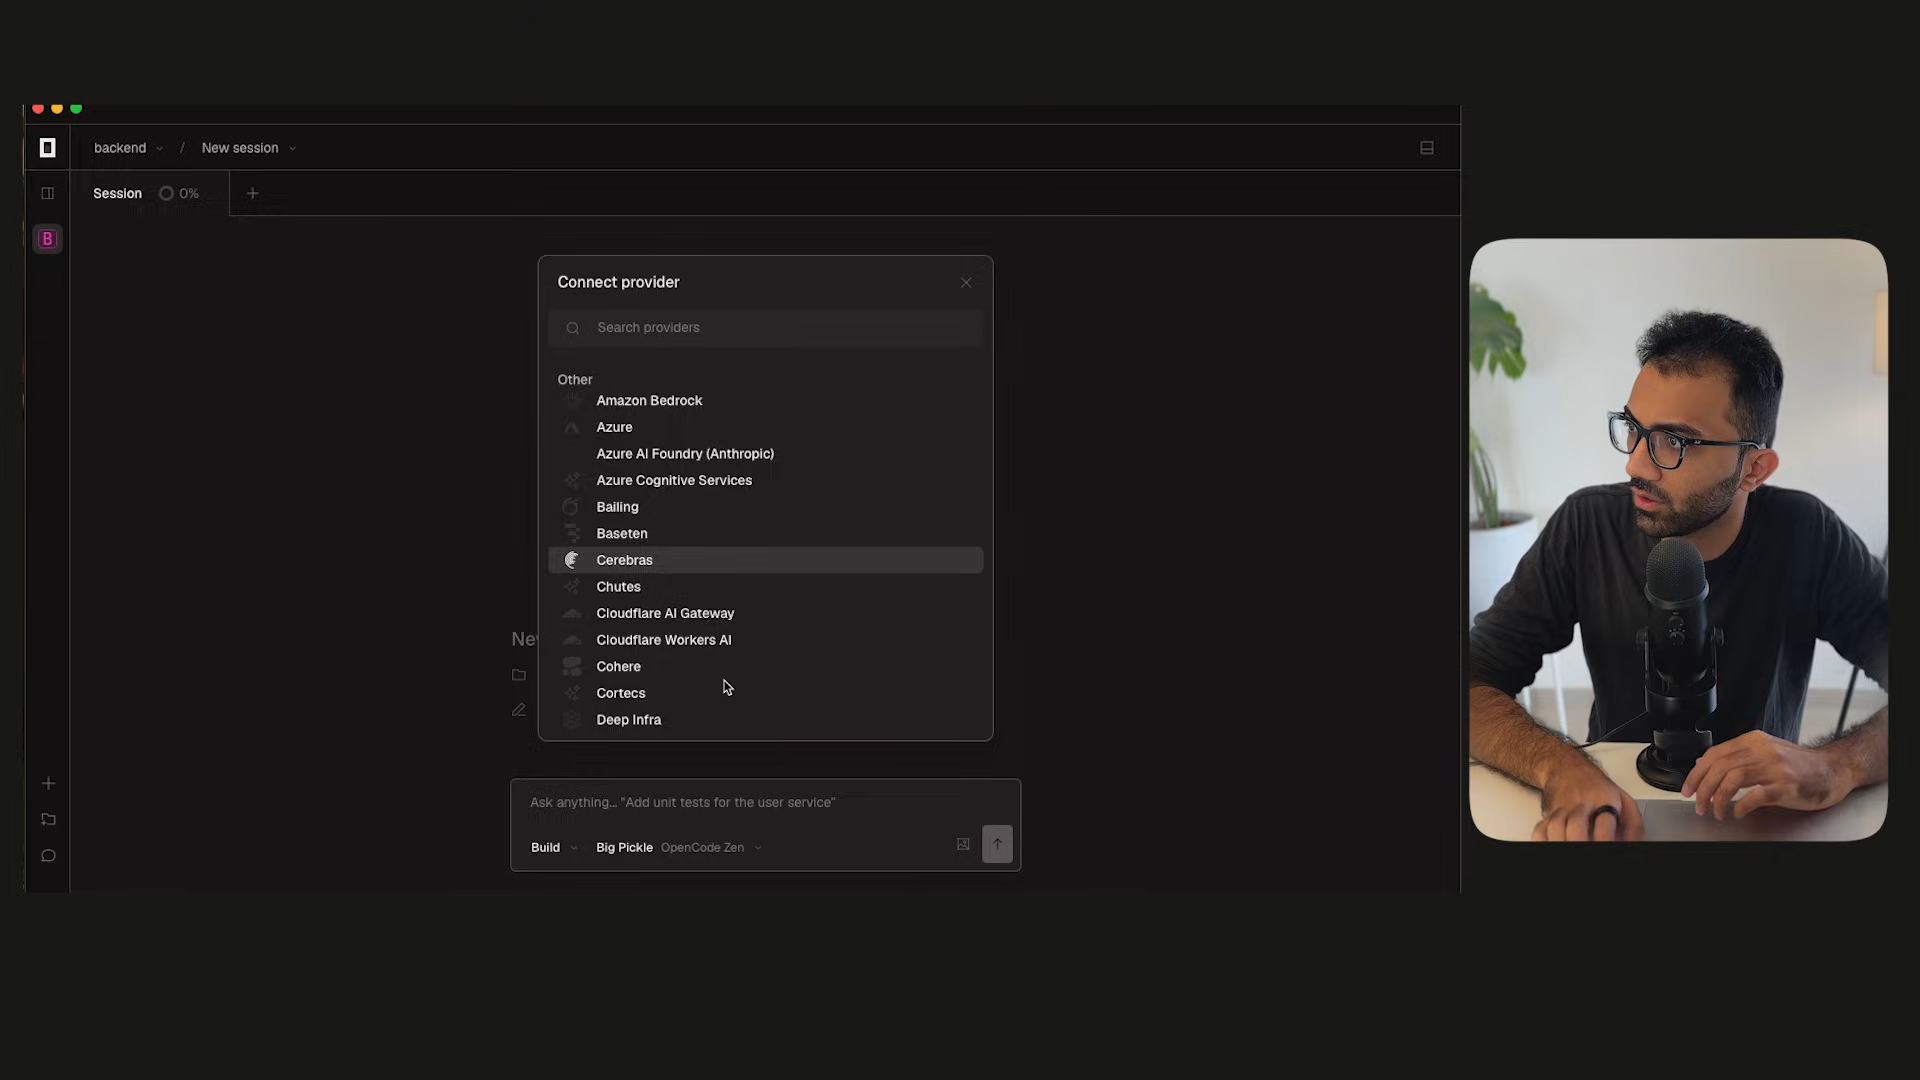 backend / New session
Session 0%
B
Connect provider
Search providers
Other
Amazon Bedrock
Azure
Azure AI Foundry (Anthropic)
Azure Cognitive Services
Bailing
Baseten
Cerebras
Chutes
Cloudflare AI Gateway
Cloudflare Workers AI
Cohere
Cortecs
Deep Infra
Ne
Ask anything... "Add unit tests for the user service"
Build Big Pickle OpenCode Zen